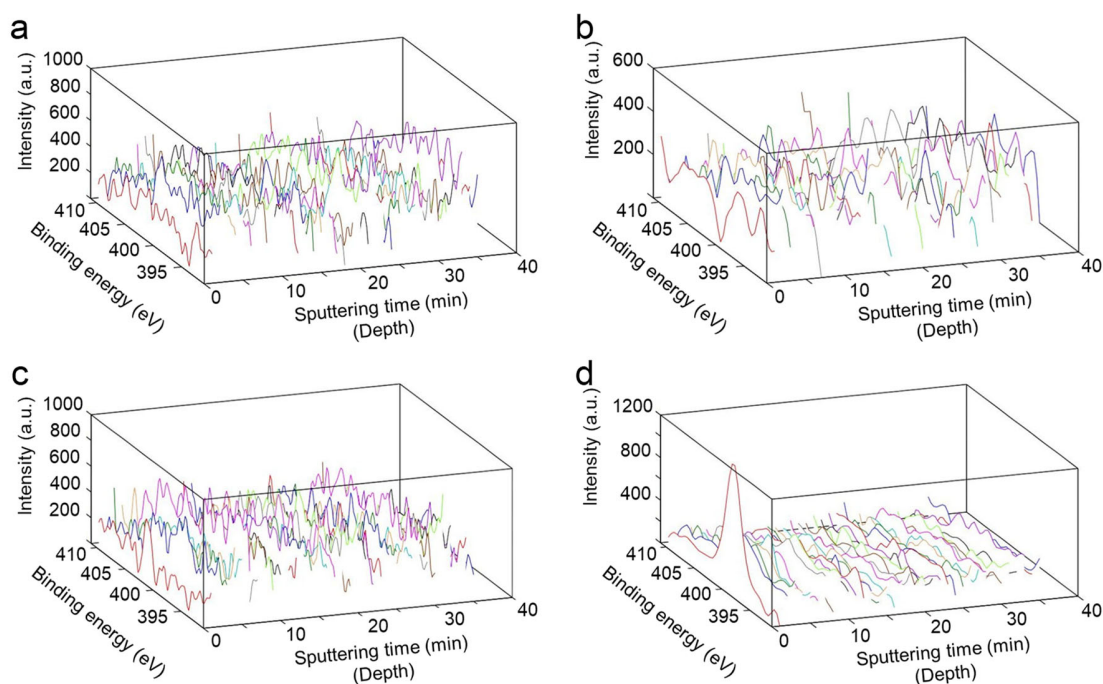 a
Intensity (a.u.)
1000
800
600
400
200
410
405
400
395
Binding energy (eV)
0
10
20
30
40
Sputtering time (min)
(Depth)
b
Intensity (a.u.)
600
400
200
410
405
400
395
Binding energy (eV)
0
10
20
30
40
Sputtering time (min)
(Depth)
c
Intensity (a.u.)
1000
800
600
400
200
410
405
400
395
Binding energy (eV)
0
10
20
30
40
Sputtering time (min)
(Depth)
d
Intensity (a.u.)
1200
800
400
410
405
400
395
Binding energy (eV)
0
10
20
30
40
Sputtering time (min)
(Depth)